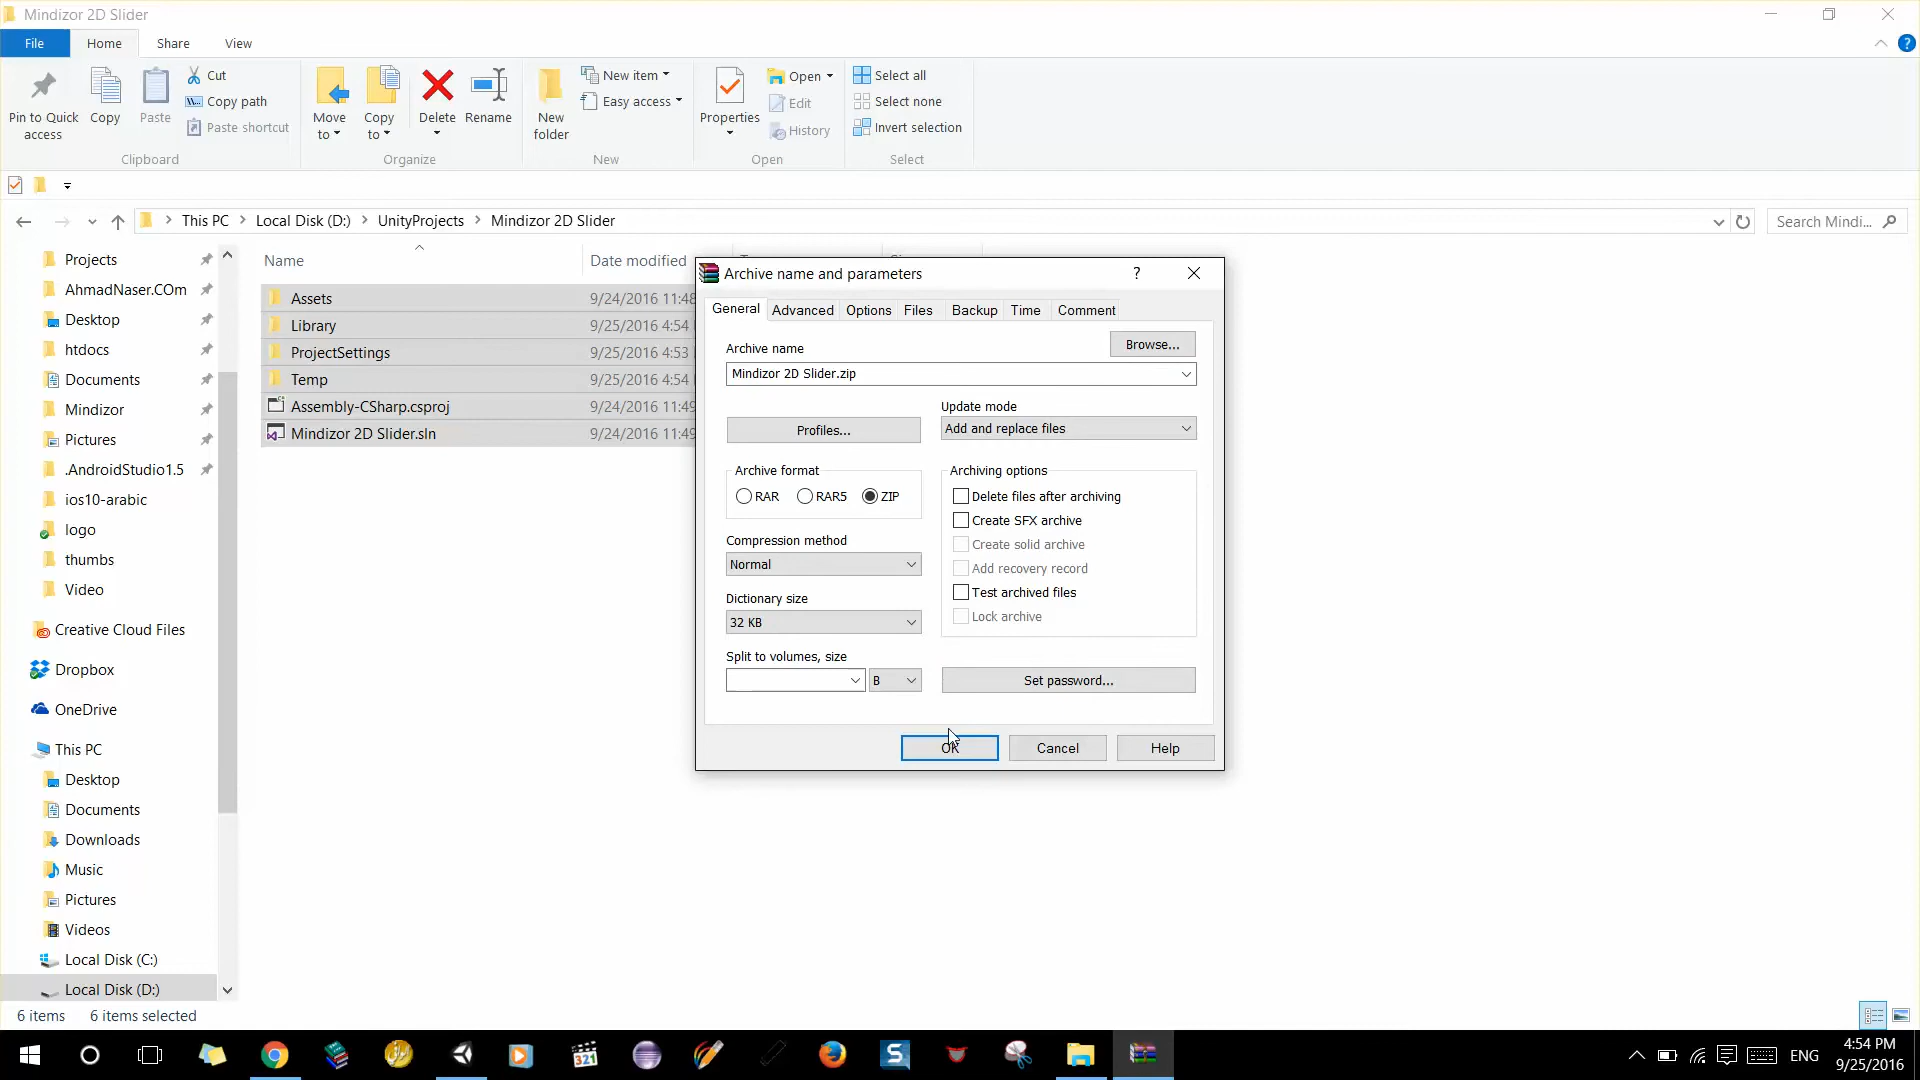 Mindizor 2D Slider
File
Home
Share
View
Pin to Quick access
Copy
Paste
Cut
Copy path
Paste shortcut
Clipboard
Move to
Copy to
Delete
Rename
Organize
New folder
New item
Easy access
New
Properties
Open
Edit
History
Open
Select all
Select none
Invert selection
Select
This PC
Local Disk (D:)
UnityProjects
Mindizor 2D Slider
Search Mindi...
Projects
AhmadNaser.COm
Desktop
htdocs
Documents
Mindizor
Pictures
.AndroidStudio1.5
ios10-arabic
logo
thumbs
Video
Creative Cloud Files
Dropbox
OneDrive
This PC
Desktop
Documents
Downloads
Music
Pictures
Videos
Local Disk (C:)
Local Disk (D:)
Name
Date modified
Assets
9/24/2016 11:48
Library
9/25/2016 4:54
ProjectSettings
9/25/2016 4:53
Temp
9/25/2016 4:54
Assembly-CSharp.csproj
9/24/2016 11:49
Mindizor 2D Slider.sln
9/24/2016 11:49
Archive name and parameters
?
General
Advanced
Options
Files
Backup
Time
Comment
Archive name
Browse...
Mindizor 2D Slider.zip
Profiles...
Update mode
Add and replace files
Archive format
RAR
RAR5
ZIP
Compression method
Normal
Dictionary size
32 KB
Split to volumes, size
B
Archiving options
Delete files after archiving
Create SFX archive
Create solid archive
Add recovery record
Test archived files
Lock archive
Set password...
OK
Cancel
Help
6 items
6 items selected
321
S
ENG
4:54 PM
9/25/2016